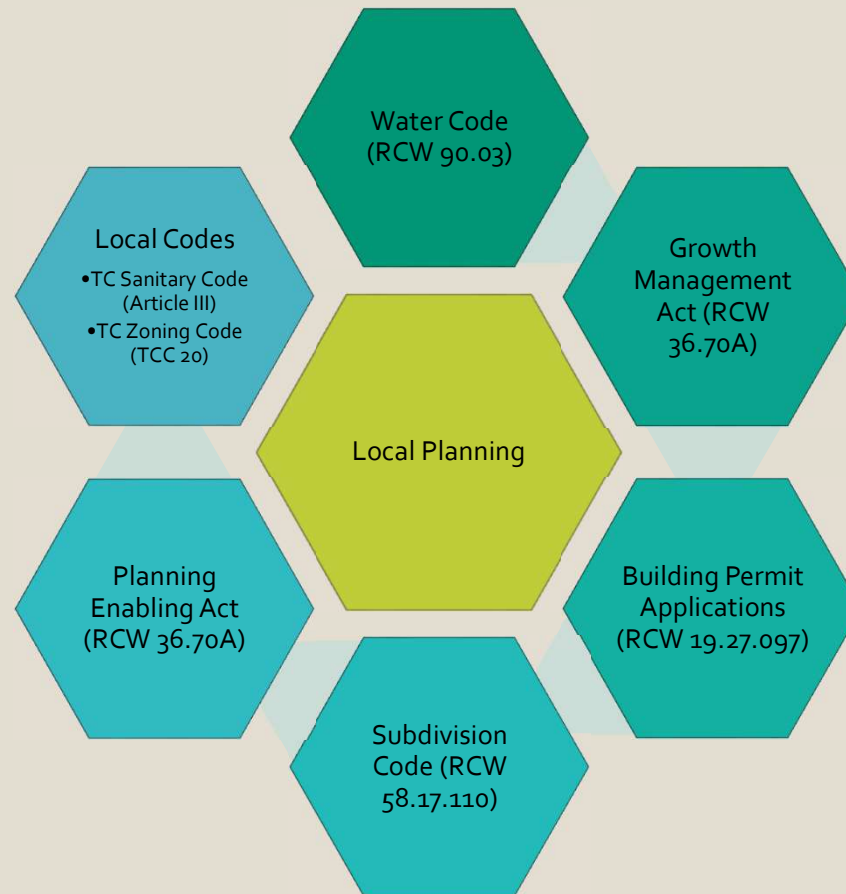 Water Code
(RCW 90.03)
Growth
Management
Act (RCW
36.70A)
Building Permit
Applications
(RCW 19.27.097)
Subdivision
Code (RCW
58.17.110)
Planning
Enabling Act
(RCW 36.70A)
Local Codes
•TC Sanitary Code
(Article III)
•TC Zoning Code
(TCC 20)
Local Planning